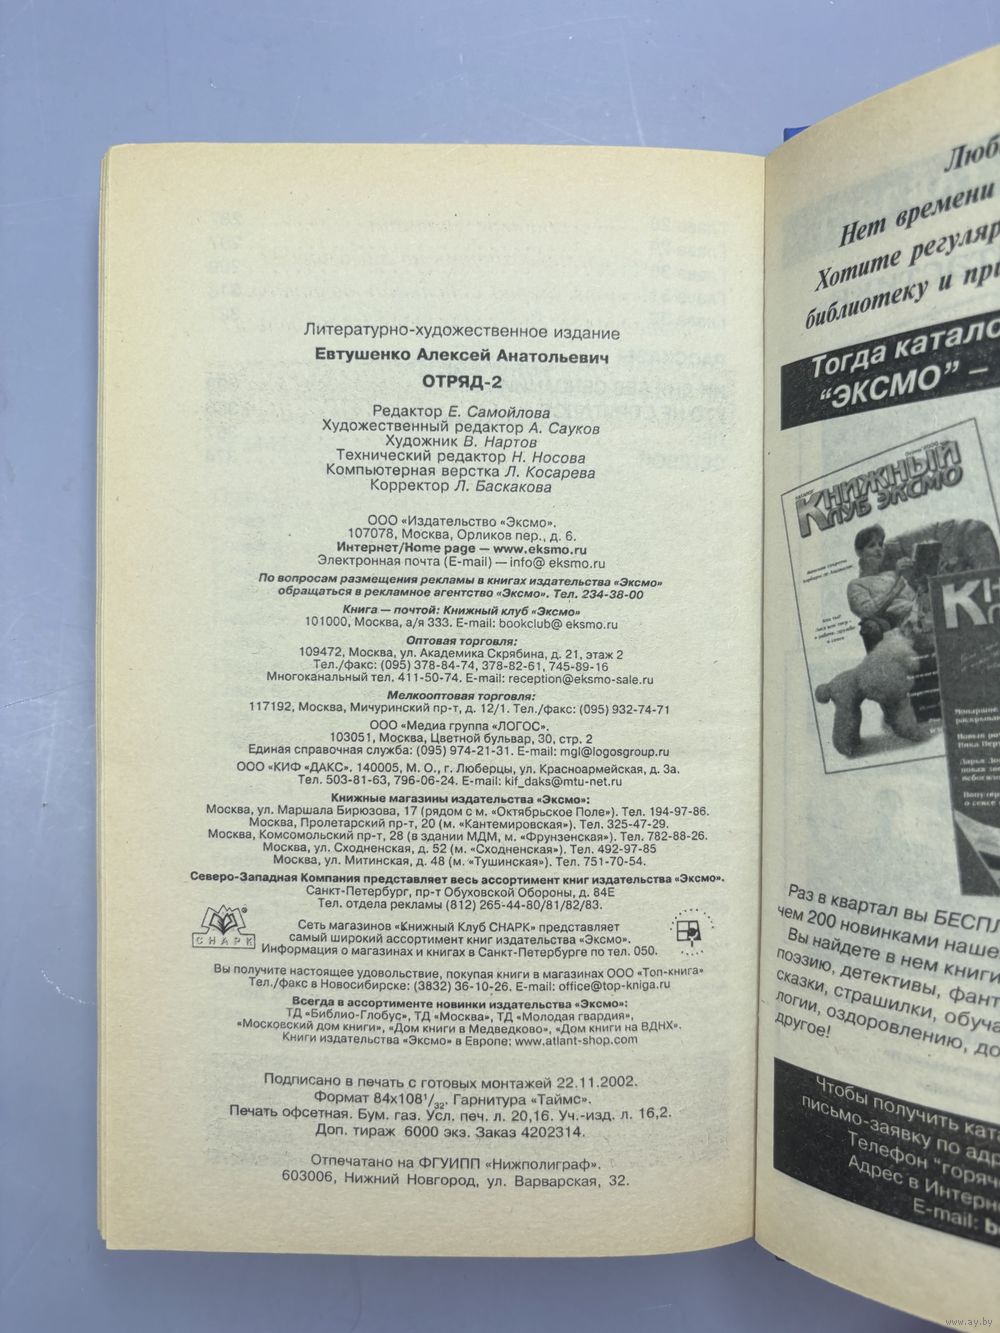 Литературно-художественное издание
Евтушенко Алексей Анатольевич
ОТРЯД-2
Редактор Е. Самойлова
Художественный редактор А. Сауков
Художник В. Нартов
Технический редактор Н. Носова
Компьютерная верстка Л. Косарева
Корректор Л. Баскакова
ООО «Издательство «Эксмо».
107078, Москва, Орликов пер., д. 6.
Интернет/Home page — www.eksmo.ru
Электронная почта (E-mail) — info@ eksmo.ru
По вопросам размещения рекламы в книгах издательства «Эксмо»
обращаться в рекламное агентство «Эксмо». Тел. 234-38-00
Книга — почтой: Книжный клуб «Эксмо»
101000, Москва, а/я 333. E-mail: bookclub@ eksmo.ru
Оптовая торговля:
109472, Москва, ул. Академика Скрябина, д. 21, этаж 2
Тел./факс: (095) 378-84-74, 378-82-61, 745-89-16
Многоканальный тел. 411-50-74. E-mail: reception@eksmo-sale.ru
Мелкооптовая торговля:
117192, Москва, Мичуринский пр-т, д. 12/1. Тел./факс: (095) 932-74-71
ООО «Медиа группа «ЛОГОС».
103051, Москва, Цветной бульвар, 30, стр. 2
Единая справочная служба: (095) 974-21-31. E-mail: mgl@logosgroup.ru
ООО «КИФ «ДАКС». 140005, М. О., г. Люберцы, ул. Красноармейская, д. 3а.
Тел. 503-81-63, 796-06-24. E-mail: kif_daks@mtu-net.ru
Книжные магазины издательства «Эксмо»:
Москва, ул. Маршала Бирюзова, 17 (рядом с м. «Октябрьское Поле»). Тел. 194-97-86.
Москва, Пролетарский пр-т, 20 (м. «Кантемировская»). Тел. 325-47-29.
Москва, Комсомольский пр-т, 28 (в здании МДМ, м. «Фрунзенская»). Тел. 782-88-26.
Москва, ул. Сходненская, д. 52 (м. «Сходненская»). Тел. 492-97-85
Москва, ул. Митинская, д. 48 (м. «Тушинская»). Тел. 751-70-54.
Северо-Западная Компания представляет весь ассортимент книг издательства «Эксмо».
Санкт-Петербург, пр-т Обуховской Обороны, д. 84Е
Тел. отдела рекламы (812) 265-44-80/81/82/83.
СНАРК
Сеть магазинов «Книжный Клуб СНАРК» представляет
самый широкий ассортимент книг издательства «Эксмо».
Информация о магазинах и книгах в Санкт-Петербурге по тел. 050.
Вы получите настоящее удовольствие, покупая книги в магазинах ООО «Топ-книга»
Тел./факс в Новосибирске: (3832) 36-10-26. E-mail: office@top-kniga.ru
Всегда в ассортименте новинки издательства «Эксмо»:
ТД «Библио-Глобус», ТД «Москва», ТД «Молодая гвардия»,
«Московский дом книги», «Дом книги в Медведково», «Дом книги на ВДНХ».
Книги издательства «Эксмо» в Европе: www.atlant-shop.com
Подписано в печать с готовых монтажей 22.11.2002.
Формат 84x108¹/₃₂. Гарнитура «Таймс».
Печать офсетная. Бум. газ. Усл. печ. л. 20,16. Уч.-изд. л. 16,2.
Доп. тираж 6000 экз. Заказ 4202314.
Отпечатано на ФГУИПП «Нижполиграф».
603006, Нижний Новгород, ул. Варварская, 32.
Люб
Нет времени
Хотите регуляр
библиотеку и при
Тогда катало
“ЭКСМО” –
КНИЖНЫЙ
КЛУБ ЭКСМО
Раз в квартал вы БЕСПЛ
чем 200 новинками наше
Вы найдете в нем книги
поэзию, детективы, фант
сказки, страшилки, обуча
логии, оздоровлению, до
другое!
Чтобы получить ката
письмо-заявку по адр
Телефон “горяч
Адрес в Интерн
E-mail: b
www.ay.by